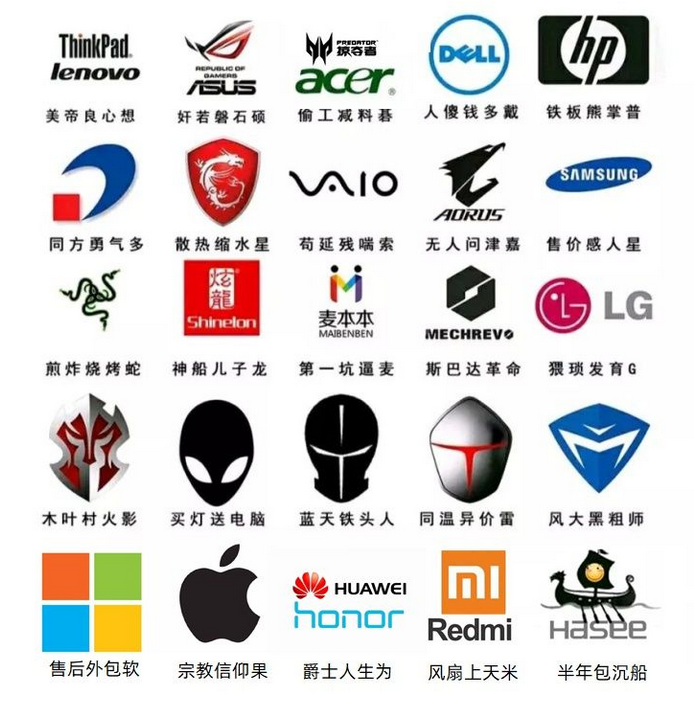 ThinkPad
lenovo
REPUBLIC OF
GAMERS
ASUS
PREDATOR
掠夺者
acer
DELL
hp
美帝良心想
奸若磐石硕
偷工减料碁
人傻钱多戴
铁板熊掌普
VAIO
AORUS
SAMSUNG
同方勇气多
散热缩水星
苟延残喘索
无人问津嘉
售价感人星
炫龍
Shinelon
麦本本
MAIBENBEN
MECHREVO
LG
煎炸烧烤蛇
神船儿子龙
第一坑逼麦
斯巴达革命
猥琐发育G
木叶村火影
买灯送电脑
蓝天铁头人
同温异价雷
风大黑粗师
HUAWEI
honor
mi
Redmi
Hasee
售后外包软
宗教信仰果
爵士人生为
风扇上天米
半年包沉船